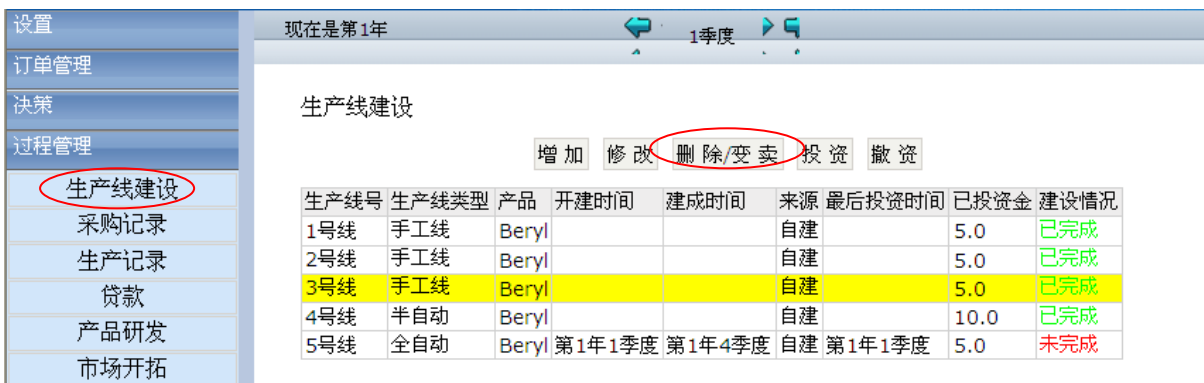 设置
订单管理
决策
过程管理
生产线建设
采购记录
生产记录
贷款
产品研发
市场开拓
现在是第1年
1季度
生产线建设
增 加 修 改 删 除/变 卖 投 资 撤 资
生产线号 生产线类型 产品 开建时间 建成时间 来源 最后投资时间 已投资金 建设情况
1号线 手工线 Beryl 自建 5.0 已完成
2号线 手工线 Beryl 自建 5.0 已完成
3号线 手工线 Beryl 自建 5.0 已完成
4号线 半自动 Beryl 自建 10.0 已完成
5号线 全自动 Beryl 第1年1季度 第1年4季度 自建 第1年1季度 5.0 未完成